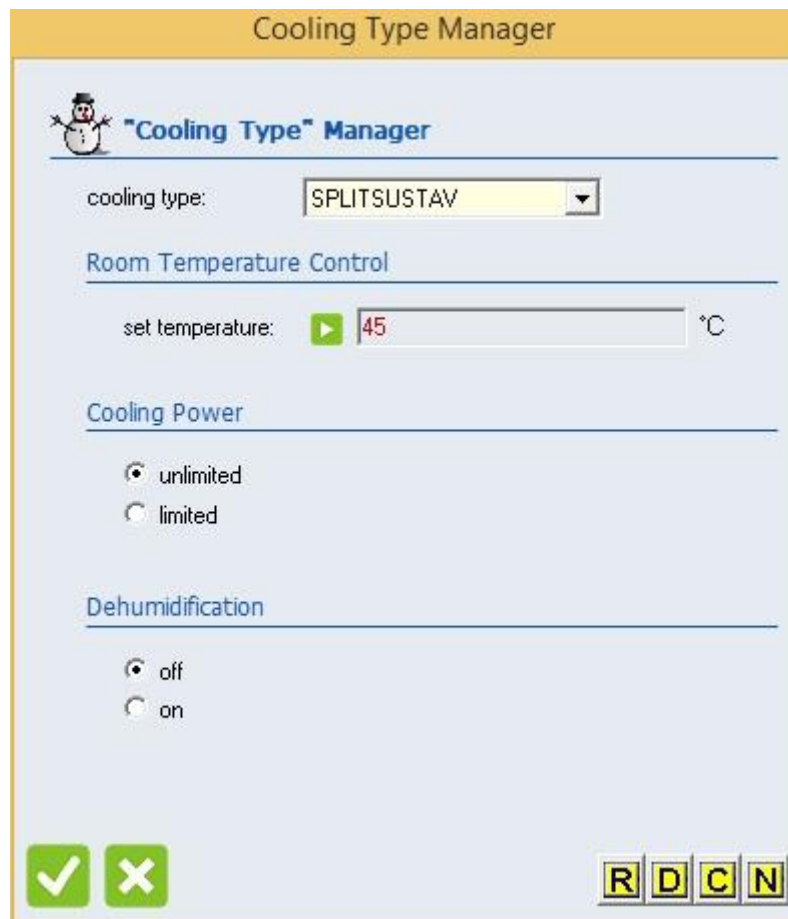 Cooling Type Manager
"Cooling Type" Manager
cooling type: SPLITSUSTAV
Room Temperature Control
set temperature: 45 °C
Cooling Power
unlimited
limited
Dehumidification
off
on
R D C N